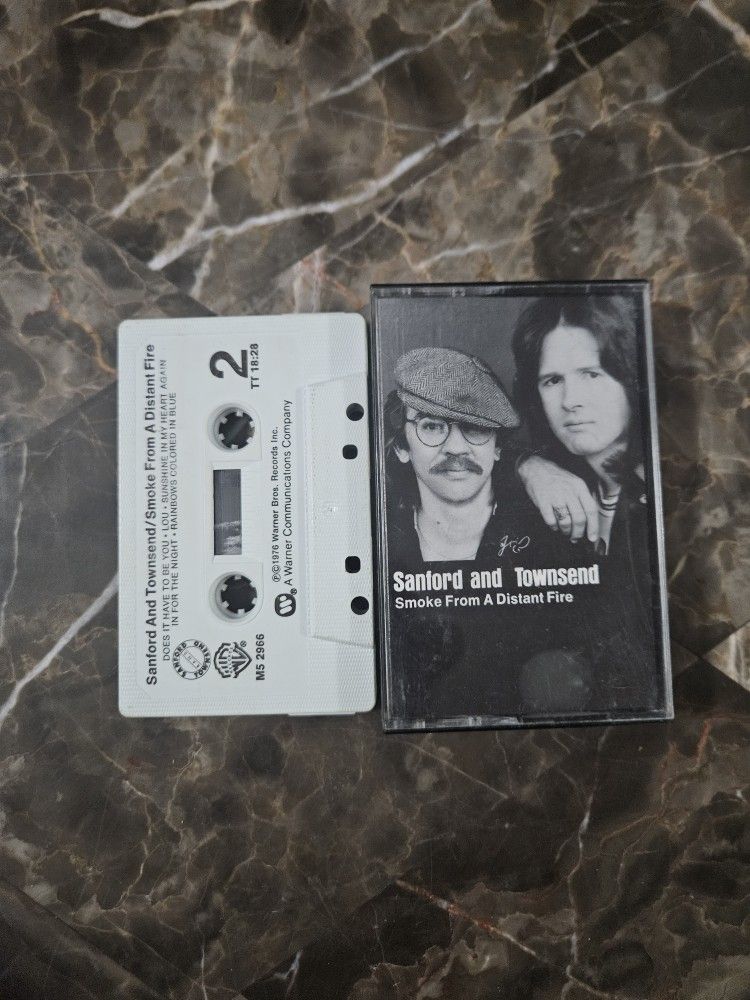 Sanford And Townsend/Smoke From A Distant Fire
DOES IT HAVE TO BE YOU • LOU • SUNSHINE IN MY HEART AGAIN
IN FOR THE NIGHT • RAINBOWS COLORED IN BLUE
2
TT 18:28
℗©1976 Warner Bros. Records Inc.
A Warner Communications Company
M5 2966
Sanford and Townsend
Smoke From A Distant Fire